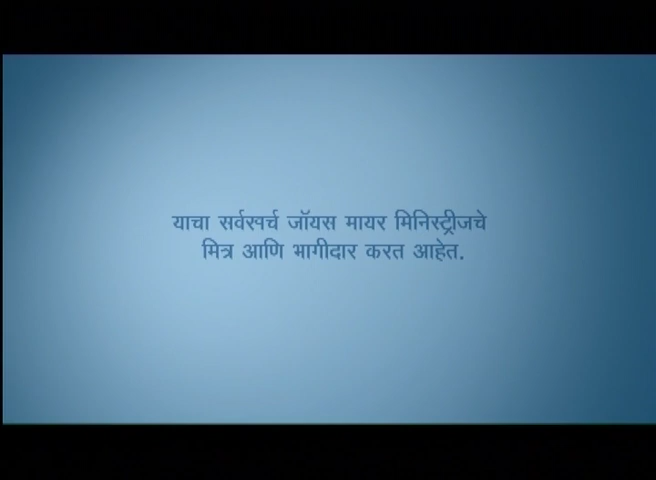 याचा सर्वखर्च जॉयस मायर मिनिस्ट्रीजचे
मित्र आणि भागीदार करत आहेत.